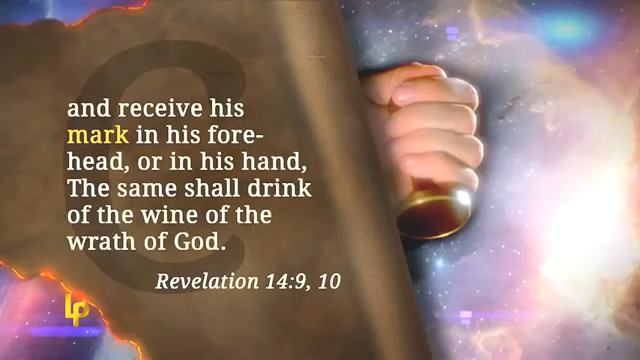 and receive his
mark in his fore-
head, or in his hand,
The same shall drink
of the wine of the
wrath of God.
Revelation 14:9, 10
LP